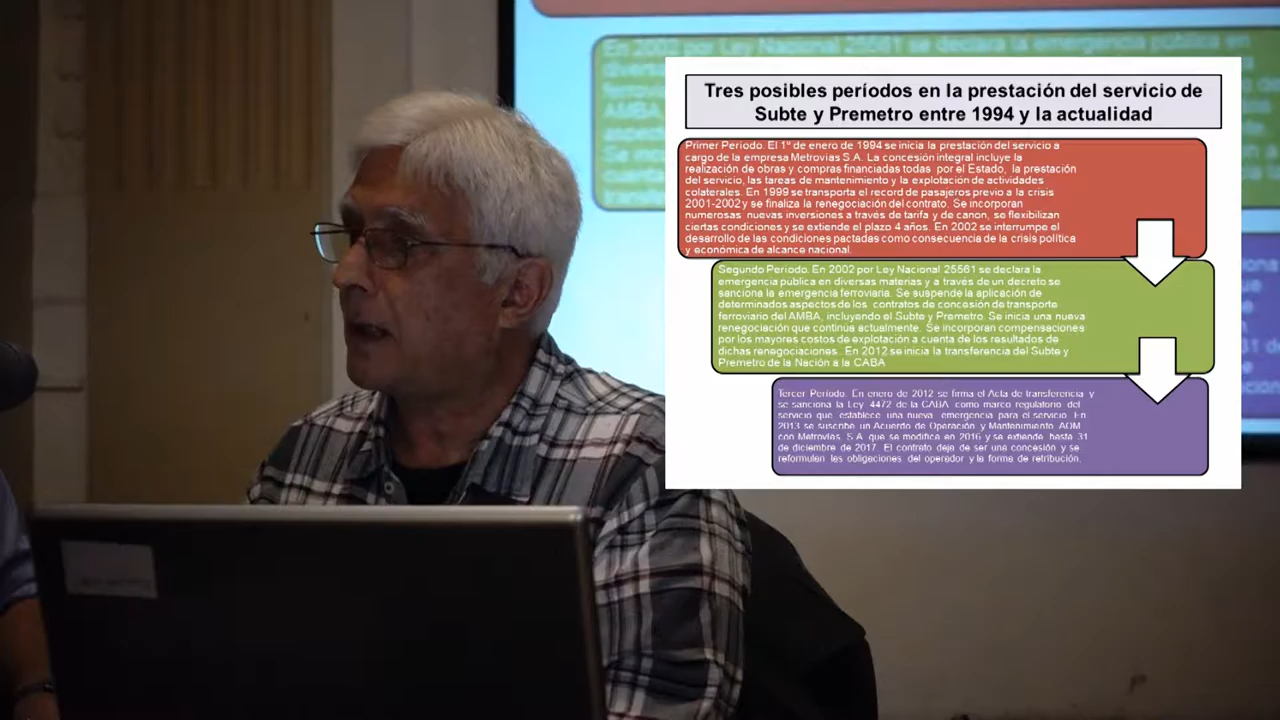 En 2002 por Ley Nacional 25561 se declara la emergencia pública en
Tres posibles períodos en la prestación del servicio de
Subte y Premetro entre 1994 y la actualidad
Primer Período. El 1º de enero de 1994 se inicia la prestación del servicio a
cargo de la empresa Metrovías S.A. La concesión integral incluye la
realización de obras y compras financiadas todas por el Estado, la prestación
del servicio, las tareas de mantenimiento y la explotación de actividades
colaterales. En 1999 se transporta el record de pasajeros previo a la crisis
2001-2002 y se finaliza la renegociación del contrato. Se incorporan
numerosas nuevas inversiones a través de tarifa y de canon, se flexibilizan
ciertas condiciones y se extiende el plazo 4 años. En 2002 se interrumpe el
desarrollo de las condiciones pactadas como consecuencia de la crisis política
y económica de alcance nacional.
Segundo Periodo. En 2002 por Ley Nacional 25561 se declara la
emergencia publica en diversas materias y a través de un decreto se
sanciona la emergencia ferroviaria. Se suspende la aplicación de
determinados aspectos de los contratos de concesión de transporte
ferroviario del AMBA, incluyendo el Subte y Premetro. Se inicia una nueva
renegociación que continúa actualmente. Se incorporan compensaciones
por los mayores costos de explotación a cuenta de los resultados de
dichas renegociaciones. En 2012 se inicia la transferencia del Subte y
Premetro de la Nación a la CABA
Tercer Período. En enero de 2012 se firma el Acta de transferencia y
se sanciona la Ley 4472 de la CABA como marco regulatorio del
servicio que establece una nueva emergencia para el servicio. En
2013 se suscribe un Acuerdo de Operación y Mantenimiento AOM
con Metrovías S.A. que se modifica en 2016 y se extiende hasta 31
de diciembre de 2017. El contrato deja de ser una concesión y se
reformulan las obligaciones del operador y la forma de retribución.